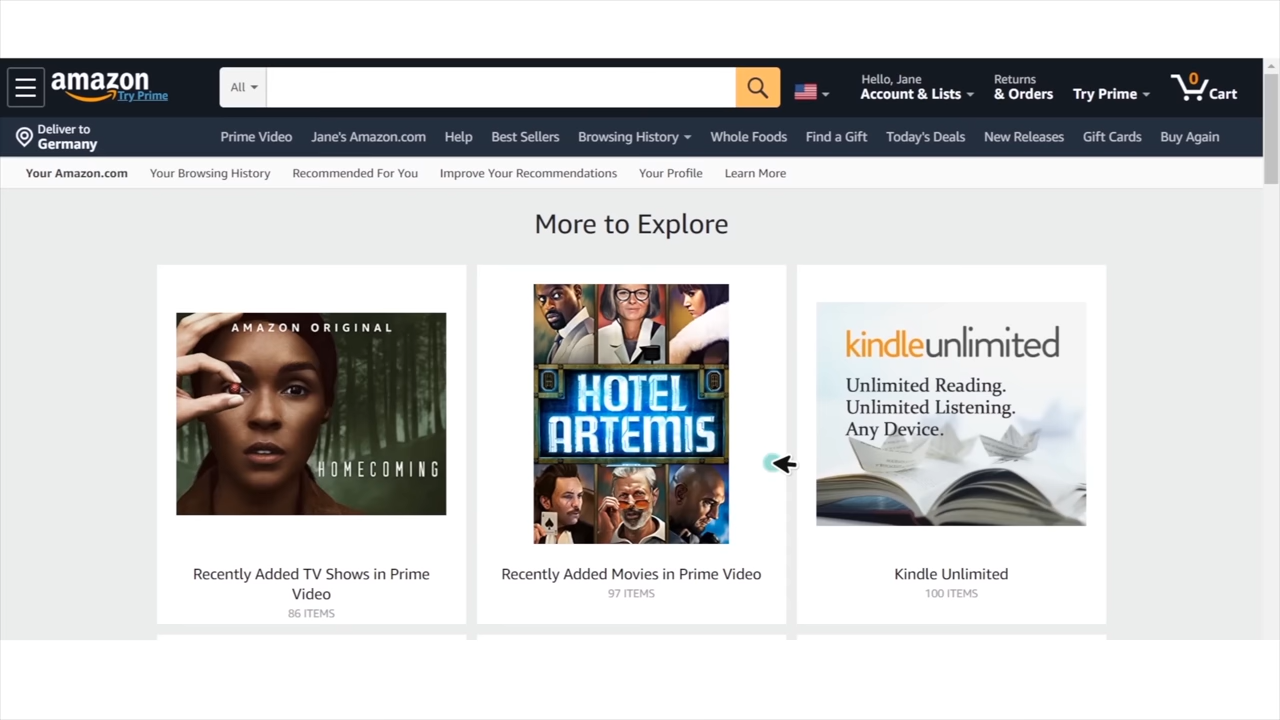 amazon
Try Prime
All
Hello, Jane
Account & Lists
Returns
& Orders
Try Prime
0
Cart
Deliver to
Germany
Prime Video
Jane's Amazon.com
Help
Best Sellers
Browsing History
Whole Foods
Find a Gift
Today's Deals
New Releases
Gift Cards
Buy Again
Your Amazon.com
Your Browsing History
Recommended For You
Improve Your Recommendations
Your Profile
Learn More
More to Explore
AMAZON ORIGINAL
HOMECOMING
Recently Added TV Shows in Prime
Video
86 ITEMS
HOTEL
ARTEMIS
Recently Added Movies in Prime Video
97 ITEMS
kindleunlimited
Unlimited Reading.
Unlimited Listening.
Any Device.
Kindle Unlimited
100 ITEMS